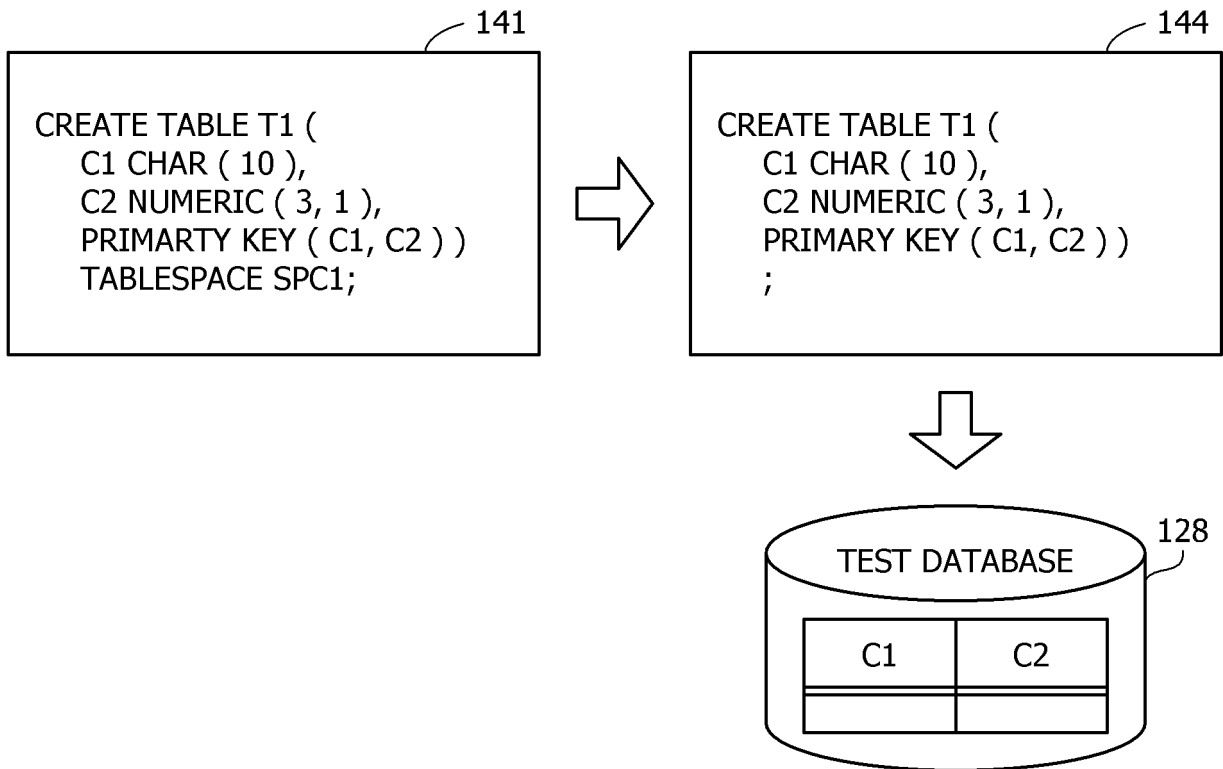 141
CREATE TABLE T1 (
C1 CHAR ( 10 ),
C2 NUMERIC ( 3, 1 ),
PRIMARTY KEY ( C1, C2 ) )
TABLESPACE SPC1;
144
CREATE TABLE T1 (
C1 CHAR ( 10 ),
C2 NUMERIC ( 3, 1 ),
PRIMARY KEY ( C1, C2 ) )
;
128
TEST DATABASE
C1 C2